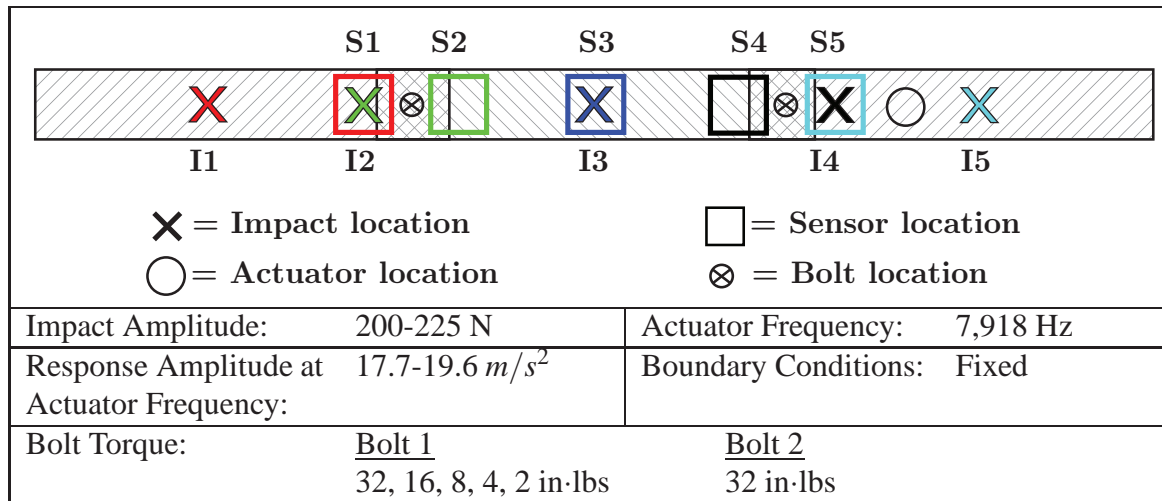 S1 S2 S3 S4 S5
I1 I2 I3 I4 I5
X = Impact location □ = Sensor location
○ = Actuator location ⊗ = Bolt location
Impact Amplitude: 200-225 N Actuator Frequency: 7,918 Hz
Response Amplitude at 17.7-19.6 m/s² Boundary Conditions: Fixed
Actuator Frequency:
Bolt Torque: Bolt 1 Bolt 2
32, 16, 8, 4, 2 in·lbs 32 in·lbs